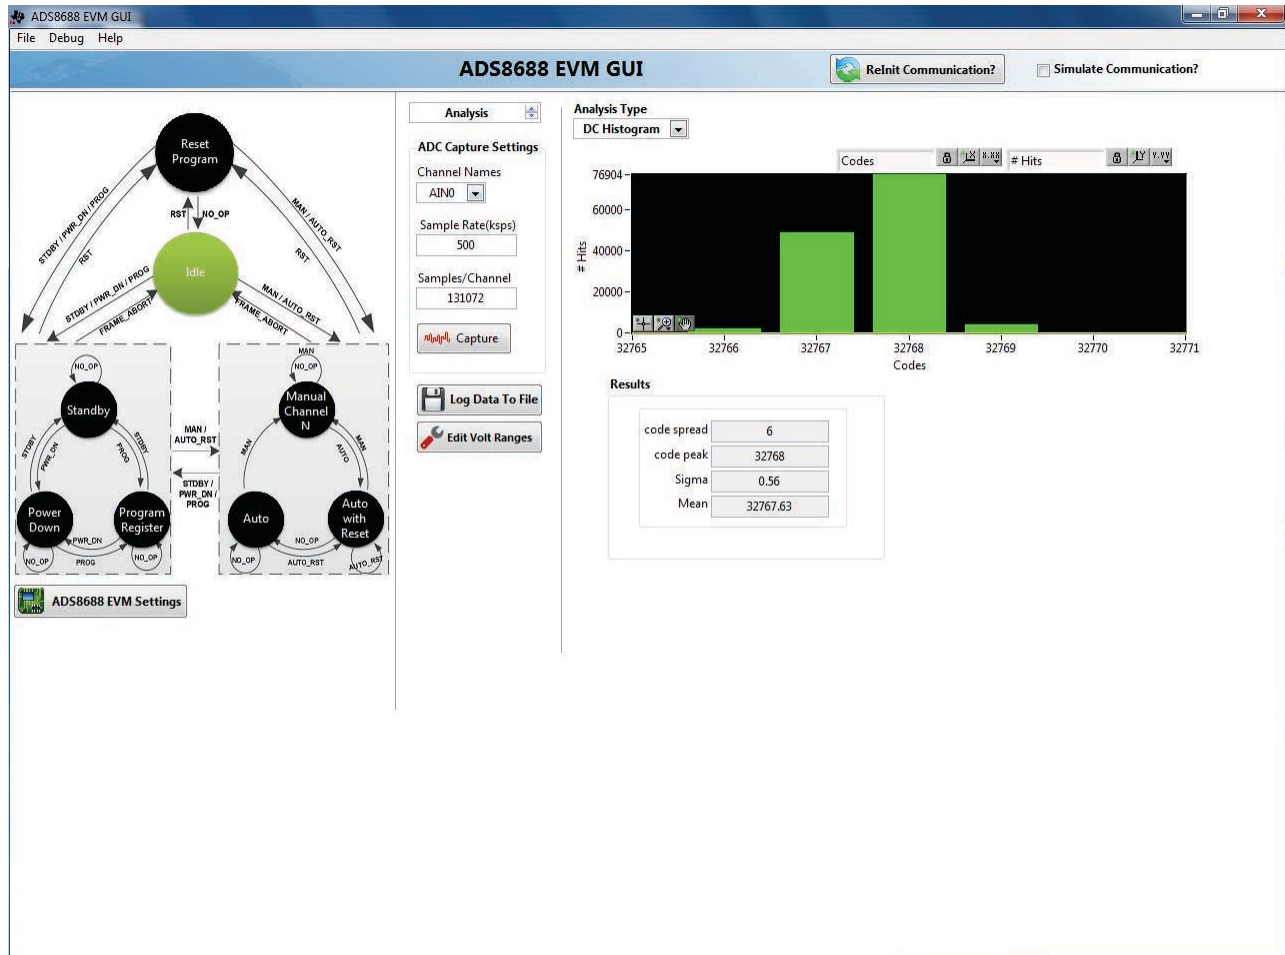 ADS8688 EVM GUI
File Debug Help
ADS8688 EVM GUI
ReInit Communication?
Simulate Communication?
Reset
Program
STDBY / PWR_DN / PROG
RST
RST
NO_OP
MAN / AUTO_RST
RST
Idle
STDBY / PWR_DN / PROG
FRAME_ABORT
MAN / AUTO_RST
FRAME_ABORT
NO_OP
Standby
STDBY
PWR_DN
STDBY
PROG
Power
Down
Program
Register
PWR_DN
PROG
NO_OP
NO_OP
MAN /
AUTO_RST
STDBY /
PWR_DN /
PROG
MAN
NO_OP
Manual
Channel
N
MAN
MAN
AUTO
Auto
Auto
with
Reset
NO_OP
AUTO_RST
NO_OP
AUTO_RST
ADS8688 EVM Settings
Analysis
ADC Capture Settings
Channel Names
AIN0
Sample Rate(ksps)
500
Samples/Channel
131072
Capture
Log Data To File
Edit Volt Ranges
Analysis Type
DC Histogram
Codes
X.XX
# Hits
Y.YY
# Hits
76904
60000
40000
20000
0
32765 32766 32767 32768 32769 32770 32771
Codes
Results
code spread 6
code peak 32768
Sigma 0.56
Mean 32767.63